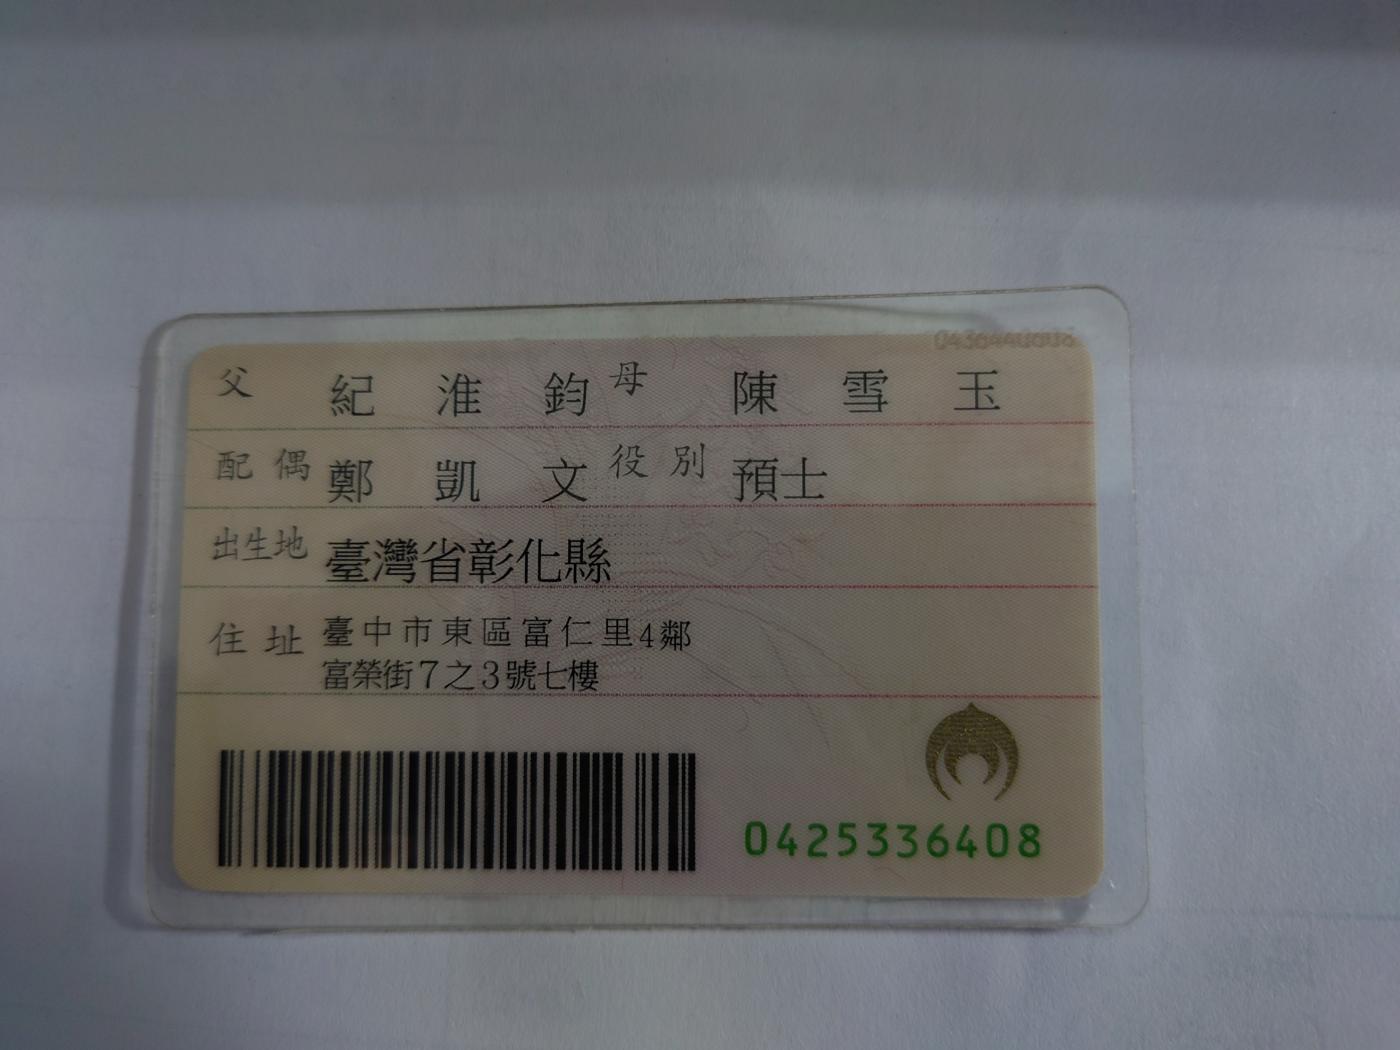 父 紀淮鈞 母 陳雪玉
配偶 鄭凱文 役別 預士
出生地 臺灣省彰化縣
住址 臺中市東區富仁里4鄰
富榮街7之3號七樓
0425336408